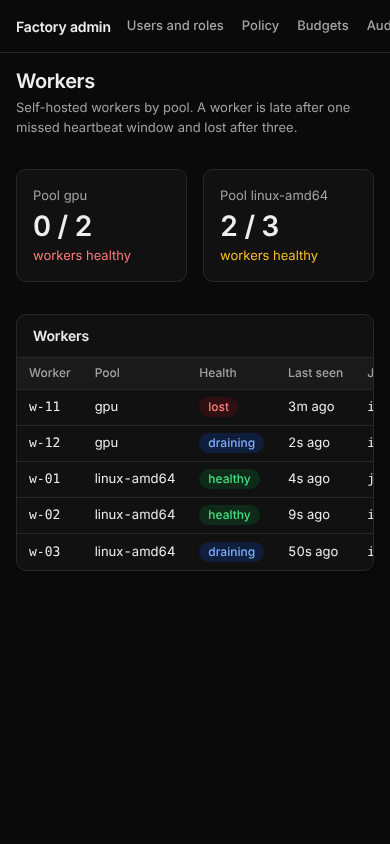 Factory admin Users and roles Policy Budgets Aud
Workers
Self-hosted workers by pool. A worker is late after one
missed heartbeat window and lost after three.
Pool gpu
0 / 2
workers healthy
Pool linux-amd64
2 / 3
workers healthy
Workers
Worker Pool Health Last seen J
w-11 gpu lost 3m ago i
w-12 gpu draining 2s ago i
w-01 linux-amd64 healthy 4s ago j
w-02 linux-amd64 healthy 9s ago i
w-03 linux-amd64 draining 50s ago i